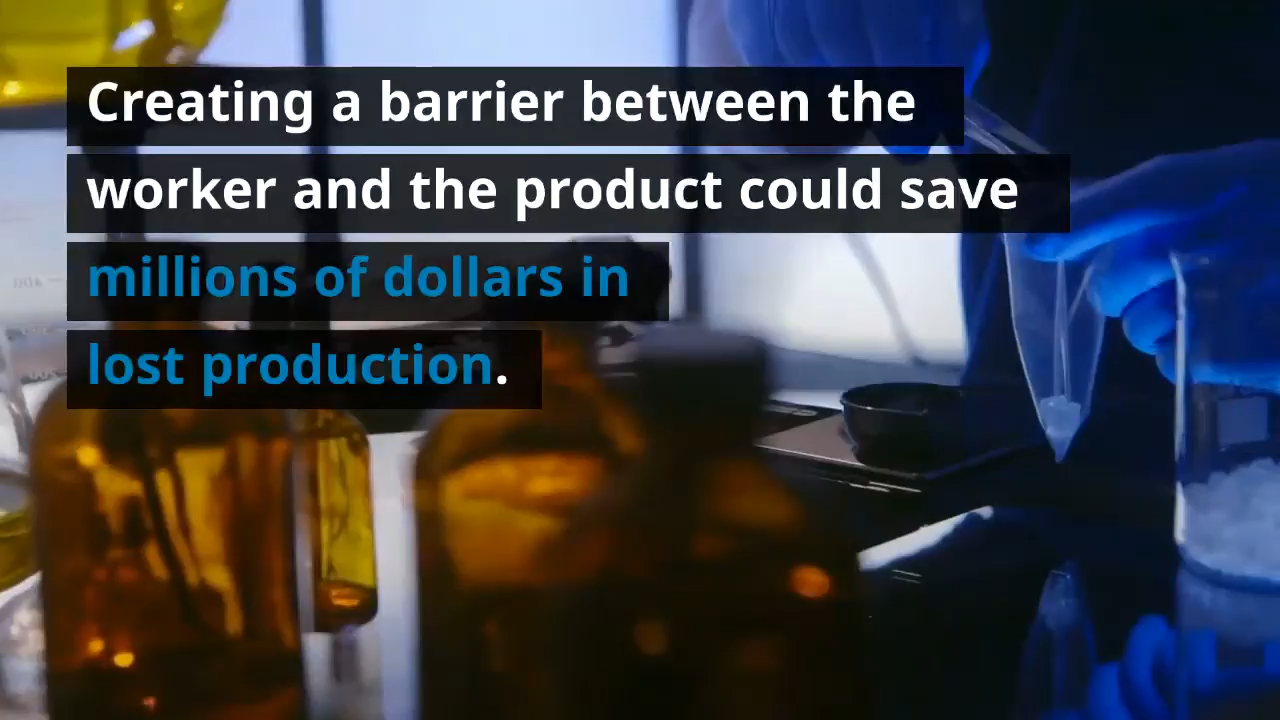 Creating a barrier between the
worker and the product could save
millions of dollars in
lost production.